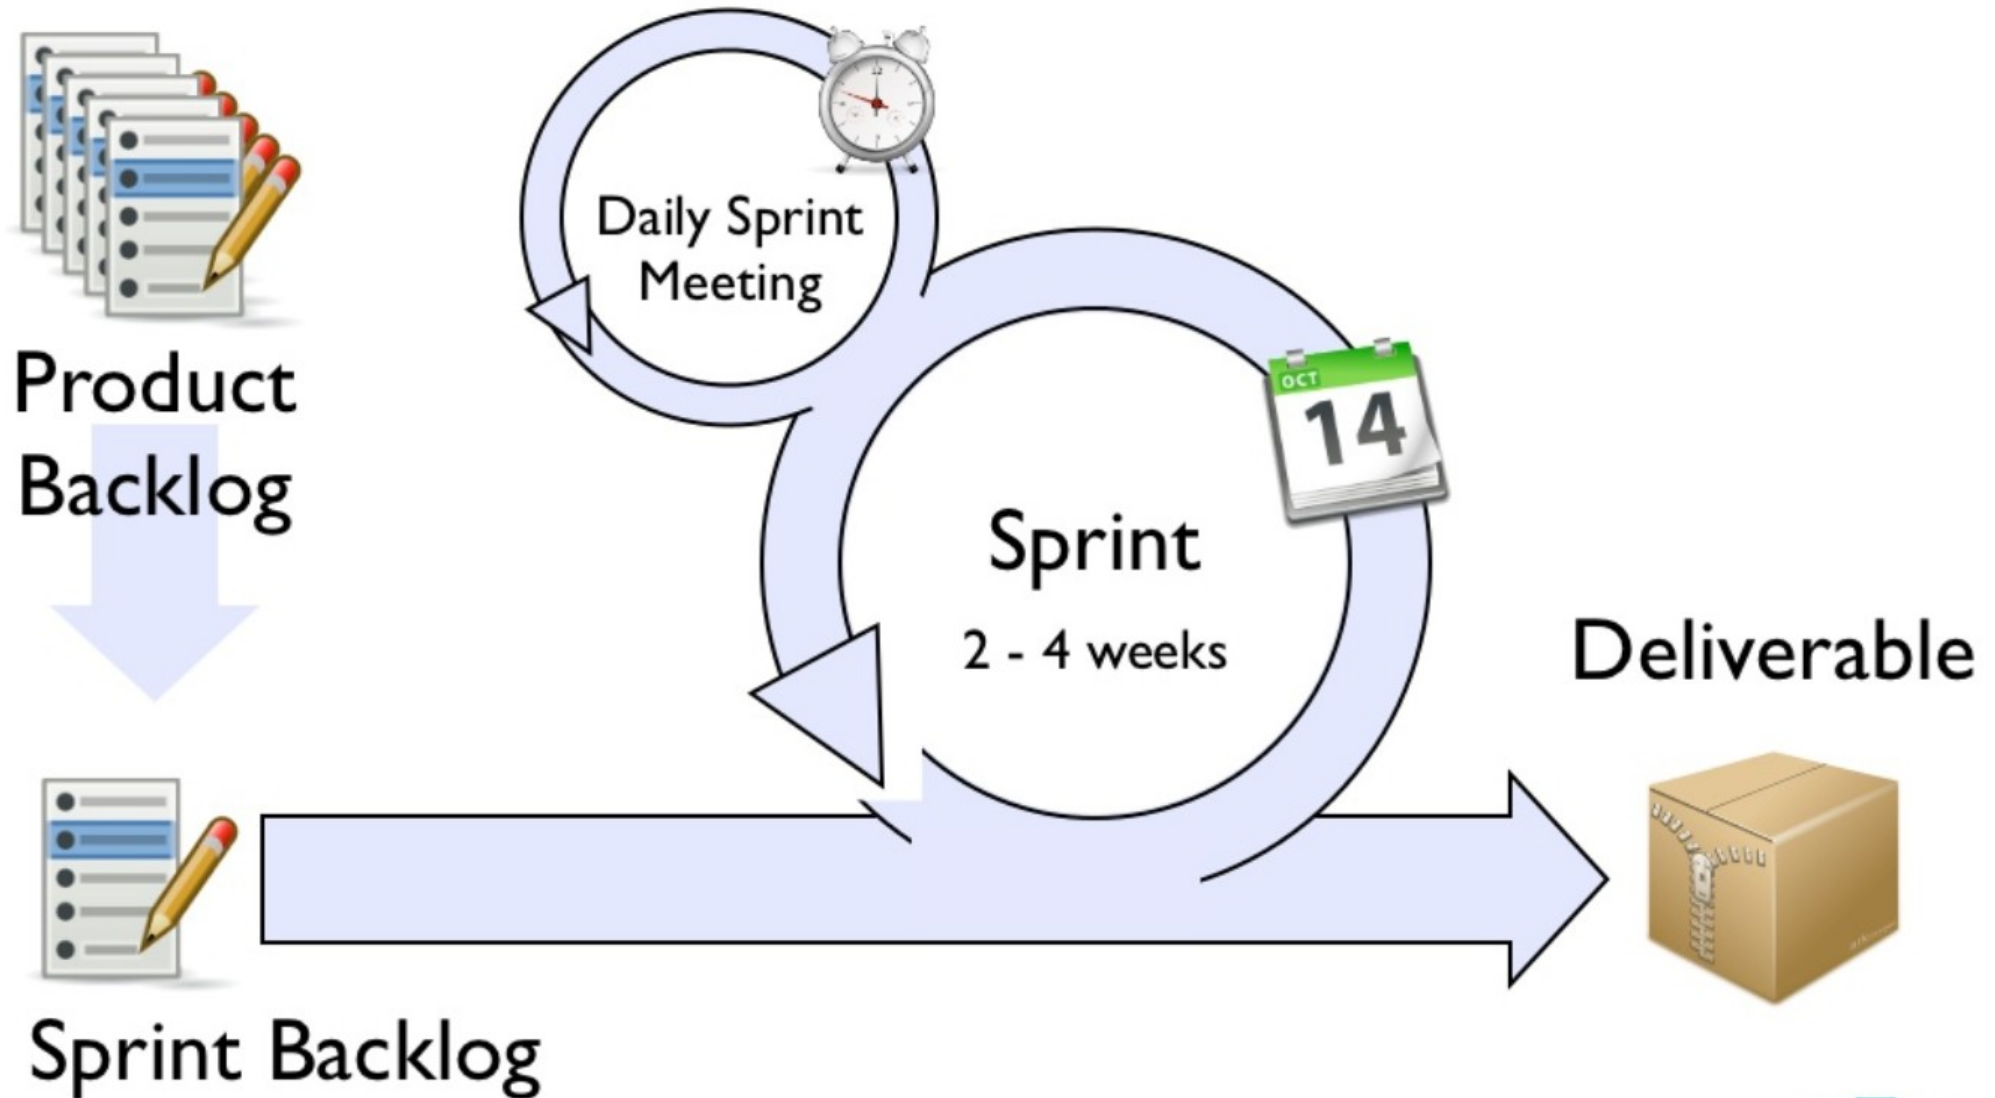 Product
Backlog
Daily Sprint
Meeting
OCT
14
Sprint
2 - 4 weeks
Deliverable
Sprint Backlog